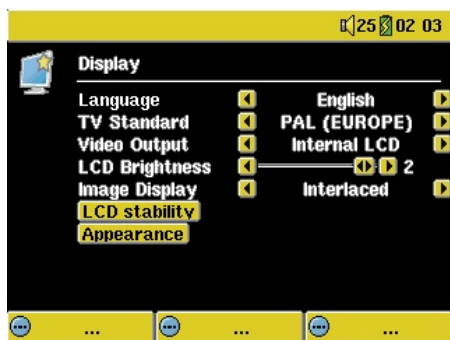 25 02 03
Display
Language English
TV Standard PAL (EUROPE)
Video Output Internal LCD
LCD Brightness 2
Image Display Interlaced
LCD stability
Appearance
... ... ...